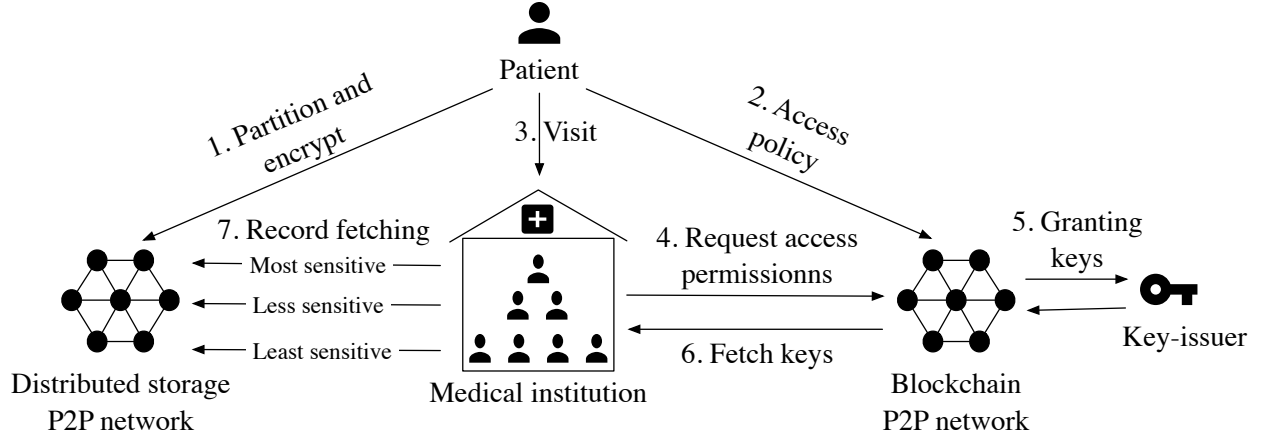 Patient
1. Partition and
encrypt
2. Access
policy
3. Visit
7. Record fetching
Most sensitive
Less sensitive
Least sensitive
4. Request access
permissionns
5. Granting
keys
6. Fetch keys
Key-issuer
Distributed storage
P2P network
Medical institution
Blockchain
P2P network